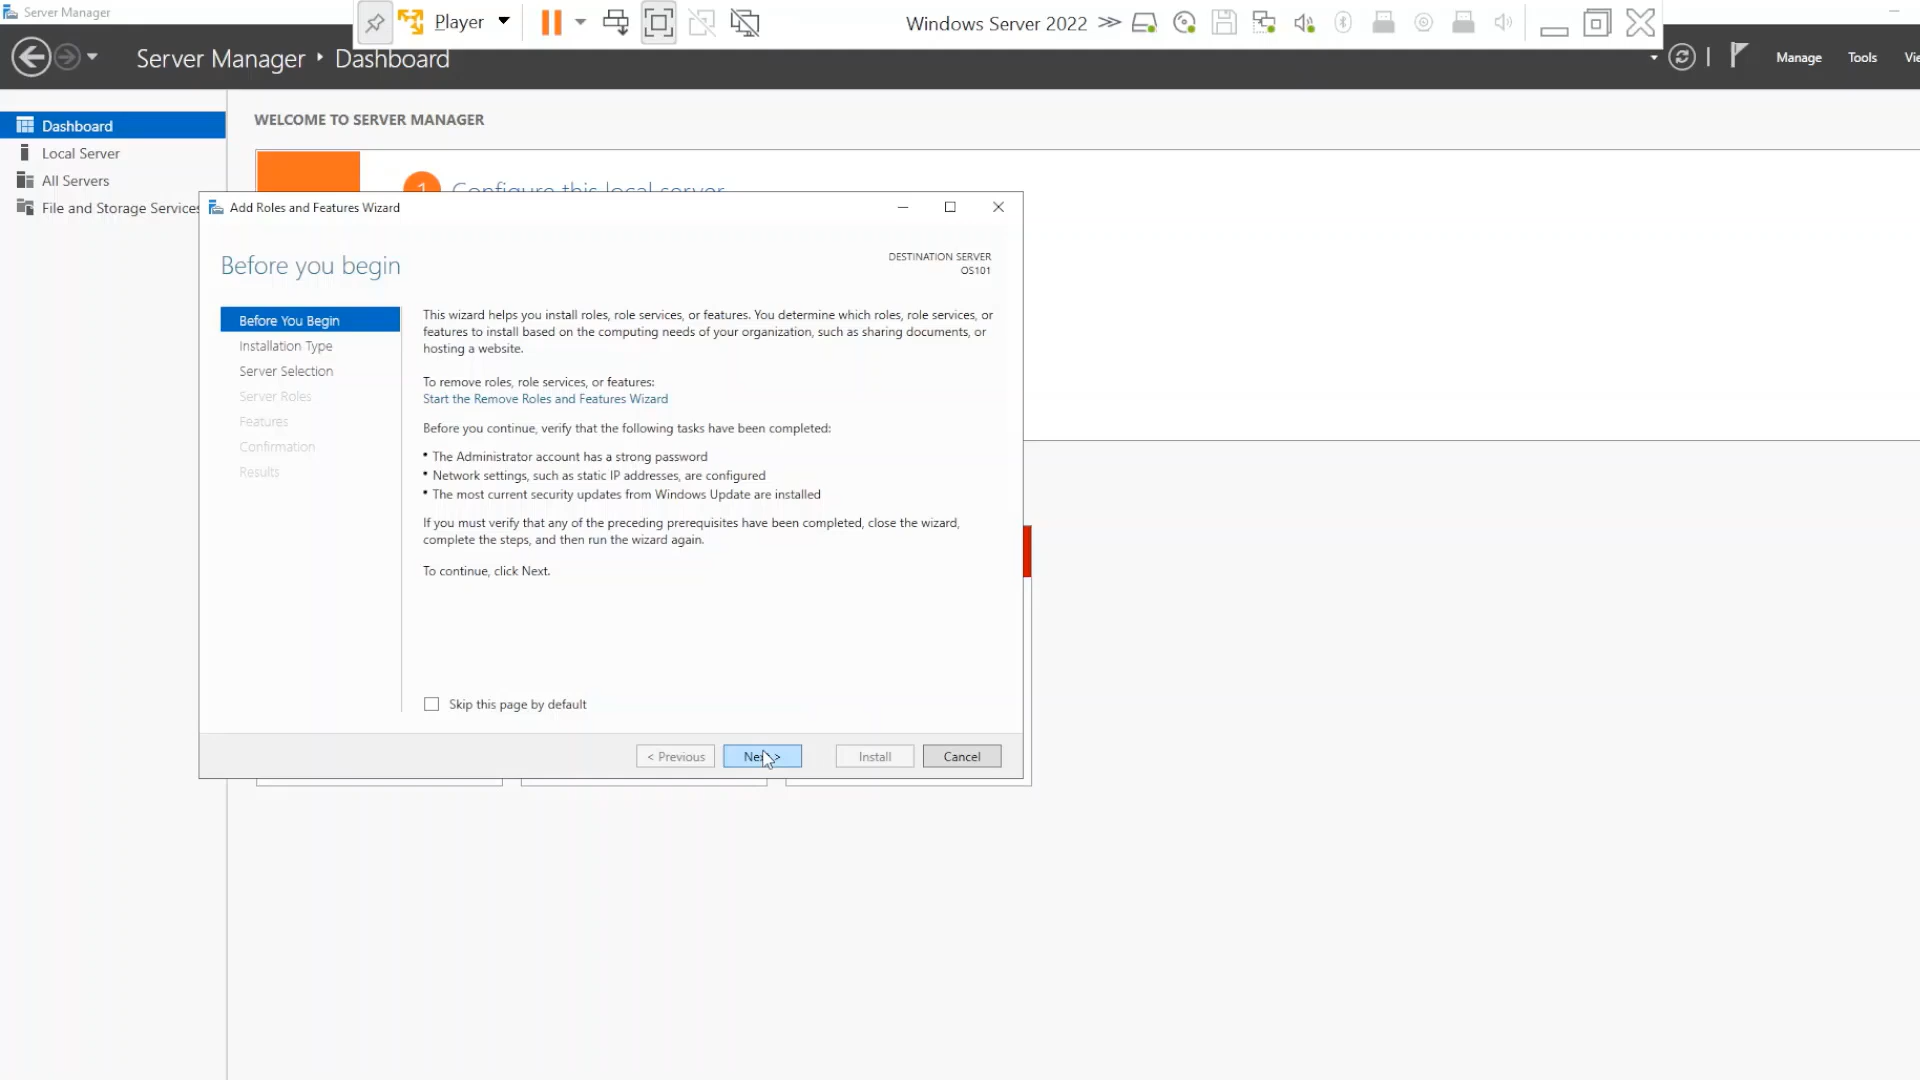 Server Manager
Player
Windows Server 2022
Server Manager
Dashboard
Manage
Tools
Dashboard
Local Server
All Servers
File and Storage Services
WELCOME TO SERVER MANAGER
1
Configure this local server
Add Roles and Features Wizard
Before you begin
DESTINATION SERVER
OS101
Before You Begin
Installation Type
Server Selection
Server Roles
Features
Confirmation
Results
This wizard helps you install roles, role services, or features. You determine which roles, role services, or
features to install based on the computing needs of your organization, such as sharing documents, or
hosting a website.
To remove roles, role services, or features:
Start the Remove Roles and Features Wizard
Before you continue, verify that the following tasks have been completed:
• The Administrator account has a strong password
• Network settings, such as static IP addresses, are configured
• The most current security updates from Windows Update are installed
If you must verify that any of the preceding prerequisites have been completed, close the wizard,
complete the steps, and then run the wizard again.
To continue, click Next.
Skip this page by default
< Previous
Next >
Install
Cancel